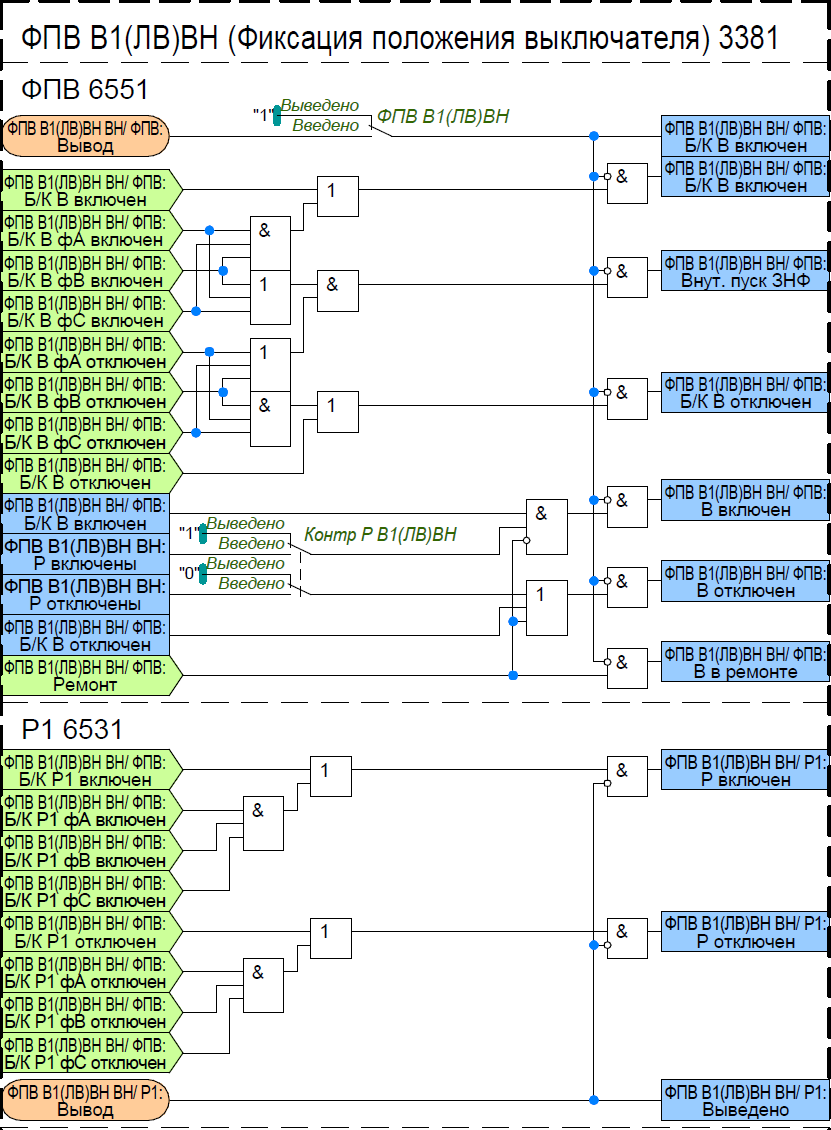 ФПВ В1(ЛВ)ВН (Фиксация положения выключателя) 3381
ФПВ 6551
ФПВ В1(ЛВ)ВН ВН/ ФПВ:
Вывод
"1"
Выведено
Введено
ФПВ В1(ЛВ)ВН
ФПВ В1(ЛВ)ВН ВН/ ФПВ:
Б/К В включен
ФПВ В1(ЛВ)ВН ВН/ ФПВ:
Б/К В включен
1
&
ФПВ В1(ЛВ)ВН ВН/ ФПВ:
Б/К В включен
ФПВ В1(ЛВ)ВН ВН/ ФПВ:
Б/К В фА включен
&
ФПВ В1(ЛВ)ВН ВН/ ФПВ:
Б/К В фВ включен
1
&
&
ФПВ В1(ЛВ)ВН ВН/ ФПВ:
Внут. пуск ЗНФ
ФПВ В1(ЛВ)ВН ВН/ ФПВ:
Б/К В фС включен
ФПВ В1(ЛВ)ВН ВН/ ФПВ:
Б/К В фА отключен
1
ФПВ В1(ЛВ)ВН ВН/ ФПВ:
Б/К В фВ отключен
&
1
&
ФПВ В1(ЛВ)ВН ВН/ ФПВ:
Б/К В отключен
ФПВ В1(ЛВ)ВН ВН/ ФПВ:
Б/К В фС отключен
ФПВ В1(ЛВ)ВН ВН/ ФПВ:
Б/К В отключен
ФПВ В1(ЛВ)ВН ВН/ ФПВ:
Б/К В включен
&
&
ФПВ В1(ЛВ)ВН ВН/ ФПВ:
В включен
"1"
Выведено
Введено
Контр Р В1(ЛВ)ВН
ФПВ В1(ЛВ)ВН ВН:
Р включены
"0"
Выведено
Введено
ФПВ В1(ЛВ)ВН ВН:
Р отключены
1
&
ФПВ В1(ЛВ)ВН ВН/ ФПВ:
В отключен
ФПВ В1(ЛВ)ВН ВН/ ФПВ:
Б/К В отключен
ФПВ В1(ЛВ)ВН ВН/ ФПВ:
Ремонт
&
ФПВ В1(ЛВ)ВН ВН/ ФПВ:
В в ремонте
Р1 6531
ФПВ В1(ЛВ)ВН ВН/ ФПВ:
Б/К Р1 включен
1
&
ФПВ В1(ЛВ)ВН ВН/ Р1:
Р включен
ФПВ В1(ЛВ)ВН ВН/ ФПВ:
Б/К Р1 фА включен
&
ФПВ В1(ЛВ)ВН ВН/ ФПВ:
Б/К Р1 фВ включен
ФПВ В1(ЛВ)ВН ВН/ ФПВ:
Б/К Р1 фС включен
ФПВ В1(ЛВ)ВН ВН/ ФПВ:
Б/К Р1 отключен
1
&
ФПВ В1(ЛВ)ВН ВН/ Р1:
Р отключен
ФПВ В1(ЛВ)ВН ВН/ ФПВ:
Б/К Р1 фА отключен
&
ФПВ В1(ЛВ)ВН ВН/ ФПВ:
Б/К Р1 фВ отключен
ФПВ В1(ЛВ)ВН ВН/ ФПВ:
Б/К Р1 фС отключен
ФПВ В1(ЛВ)ВН ВН/ Р1:
Вывод
ФПВ В1(ЛВ)ВН ВН/ Р1:
Выведено